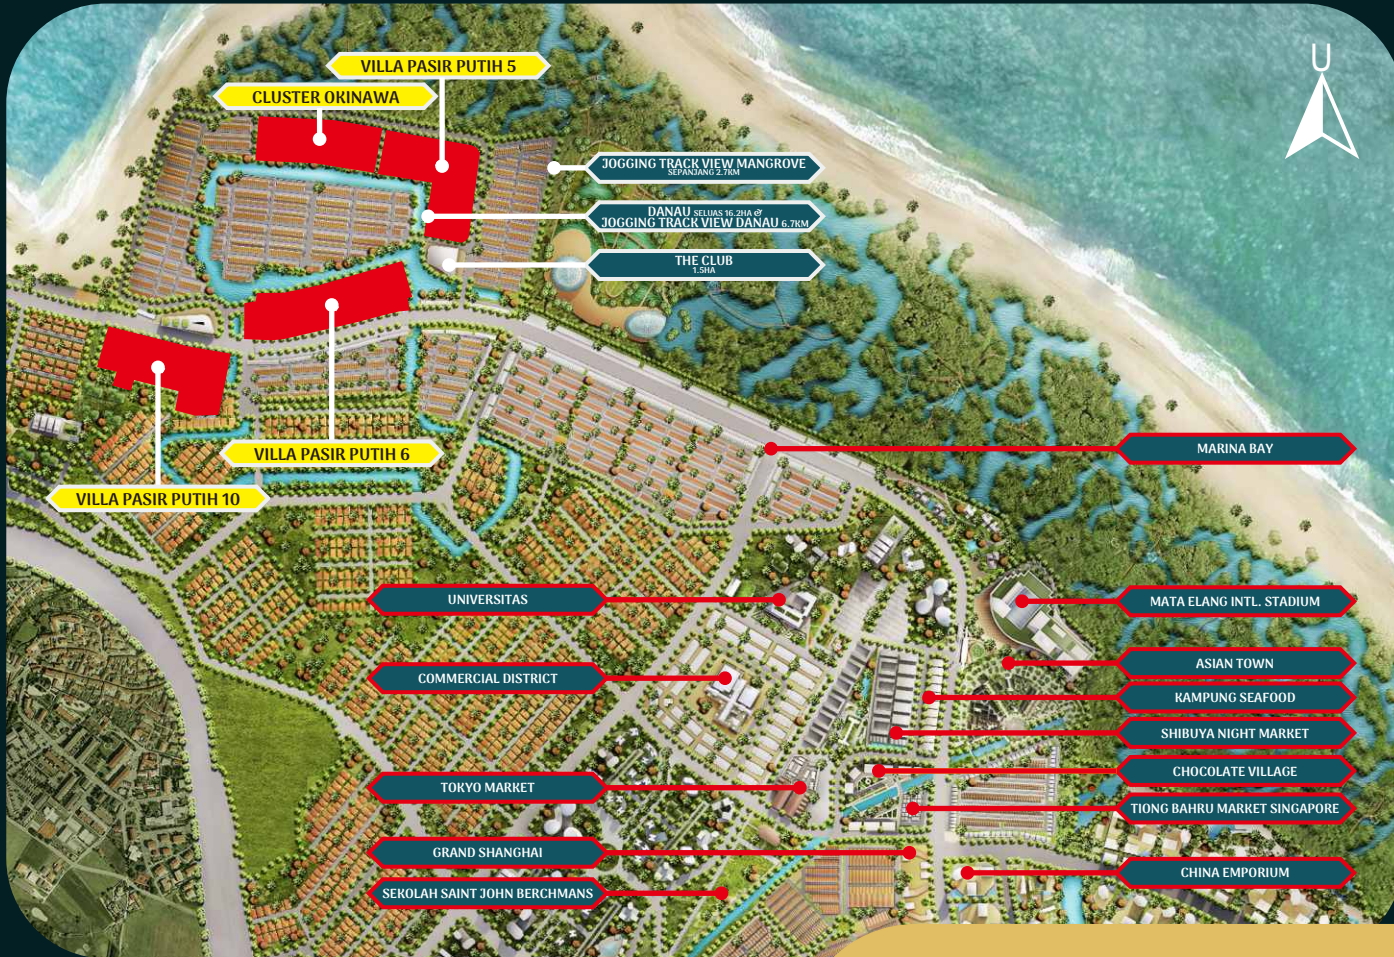 U
VILLA PASIR PUTIH 5
CLUSTER OKINAWA
JOGGING TRACK VIEW MANGROVE
SEPANJANG 2.7KM
DANAU SELUAS 16.2HA &
JOGGING TRACK VIEW DANAU 6.7KM
THE CLUB
1.5HA
VILLA PASIR PUTIH 6
VILLA PASIR PUTIH 10
MARINA BAY
UNIVERSITAS
MATA ELANG INTL. STADIUM
COMMERCIAL DISTRICT
ASIAN TOWN
KAMPUNG SEAFOOD
SHIBUYA NIGHT MARKET
CHOCOLATE VILLAGE
TOKYO MARKET
TIONG BAHRU MARKET SINGAPORE
GRAND SHANGHAI
CHINA EMPORIUM
SEKOLAH SAINT JOHN BERCHMANS